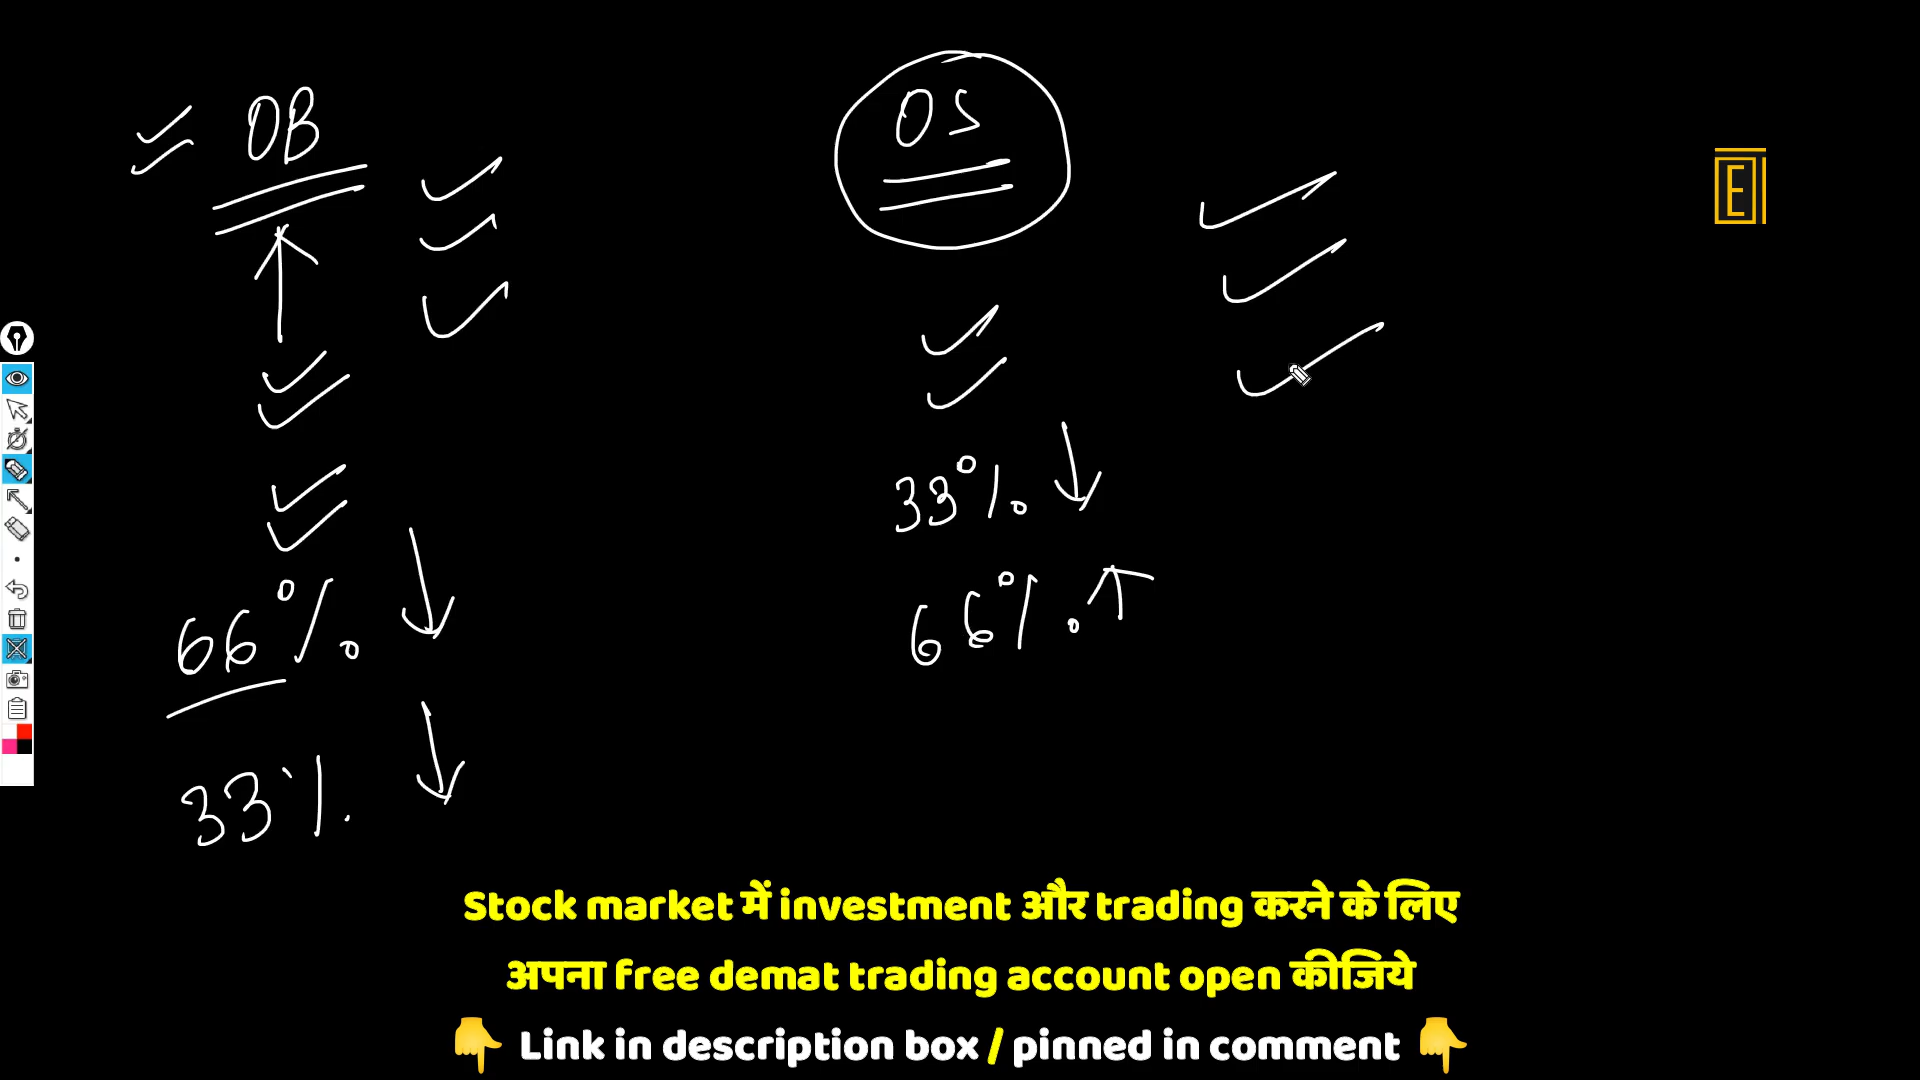 OB
OS
E
33%
66%
66%
33%
Stock market में investment और trading करने के लिए
अपना free demat trading account open कीजिये
Link in description box / pinned in comment